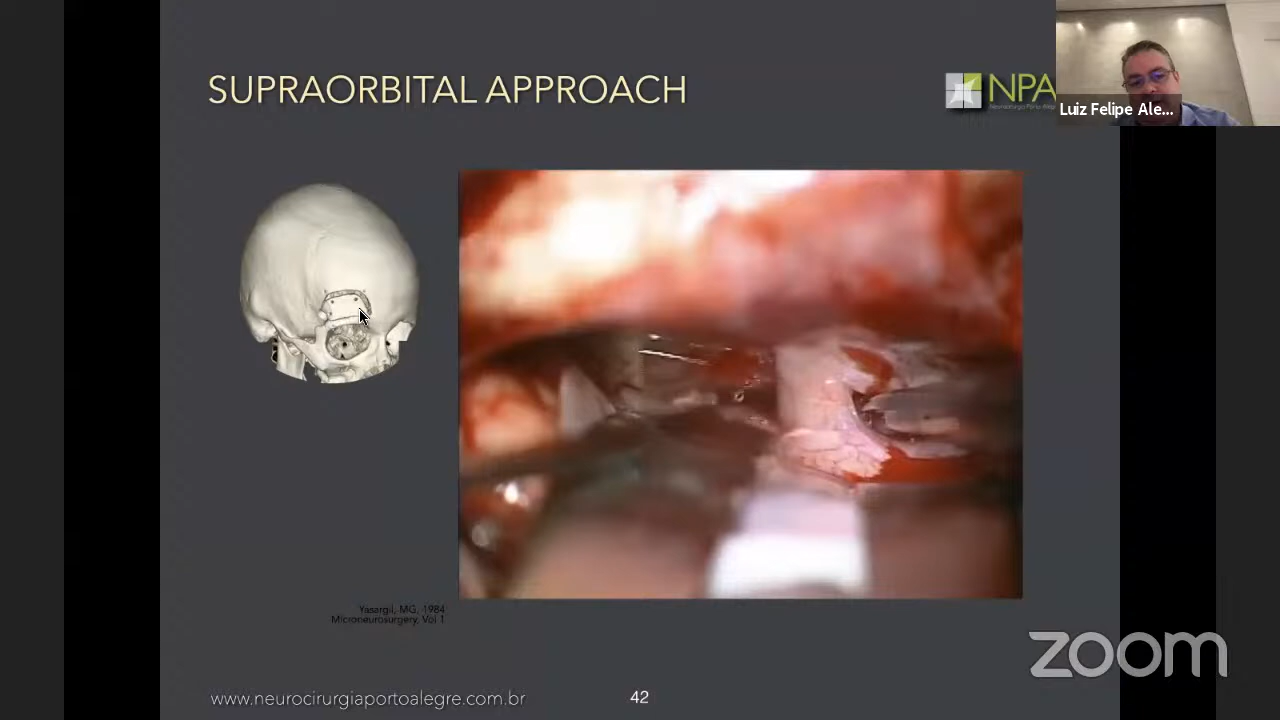 SUPRAORBITAL APPROACH
NPA
Luiz Felipe Ale...
Yasargil, MG, 1984
Microneurosurgery, Vol 1
zoom
www.neurocirurgiaportoalegre.com.br
42